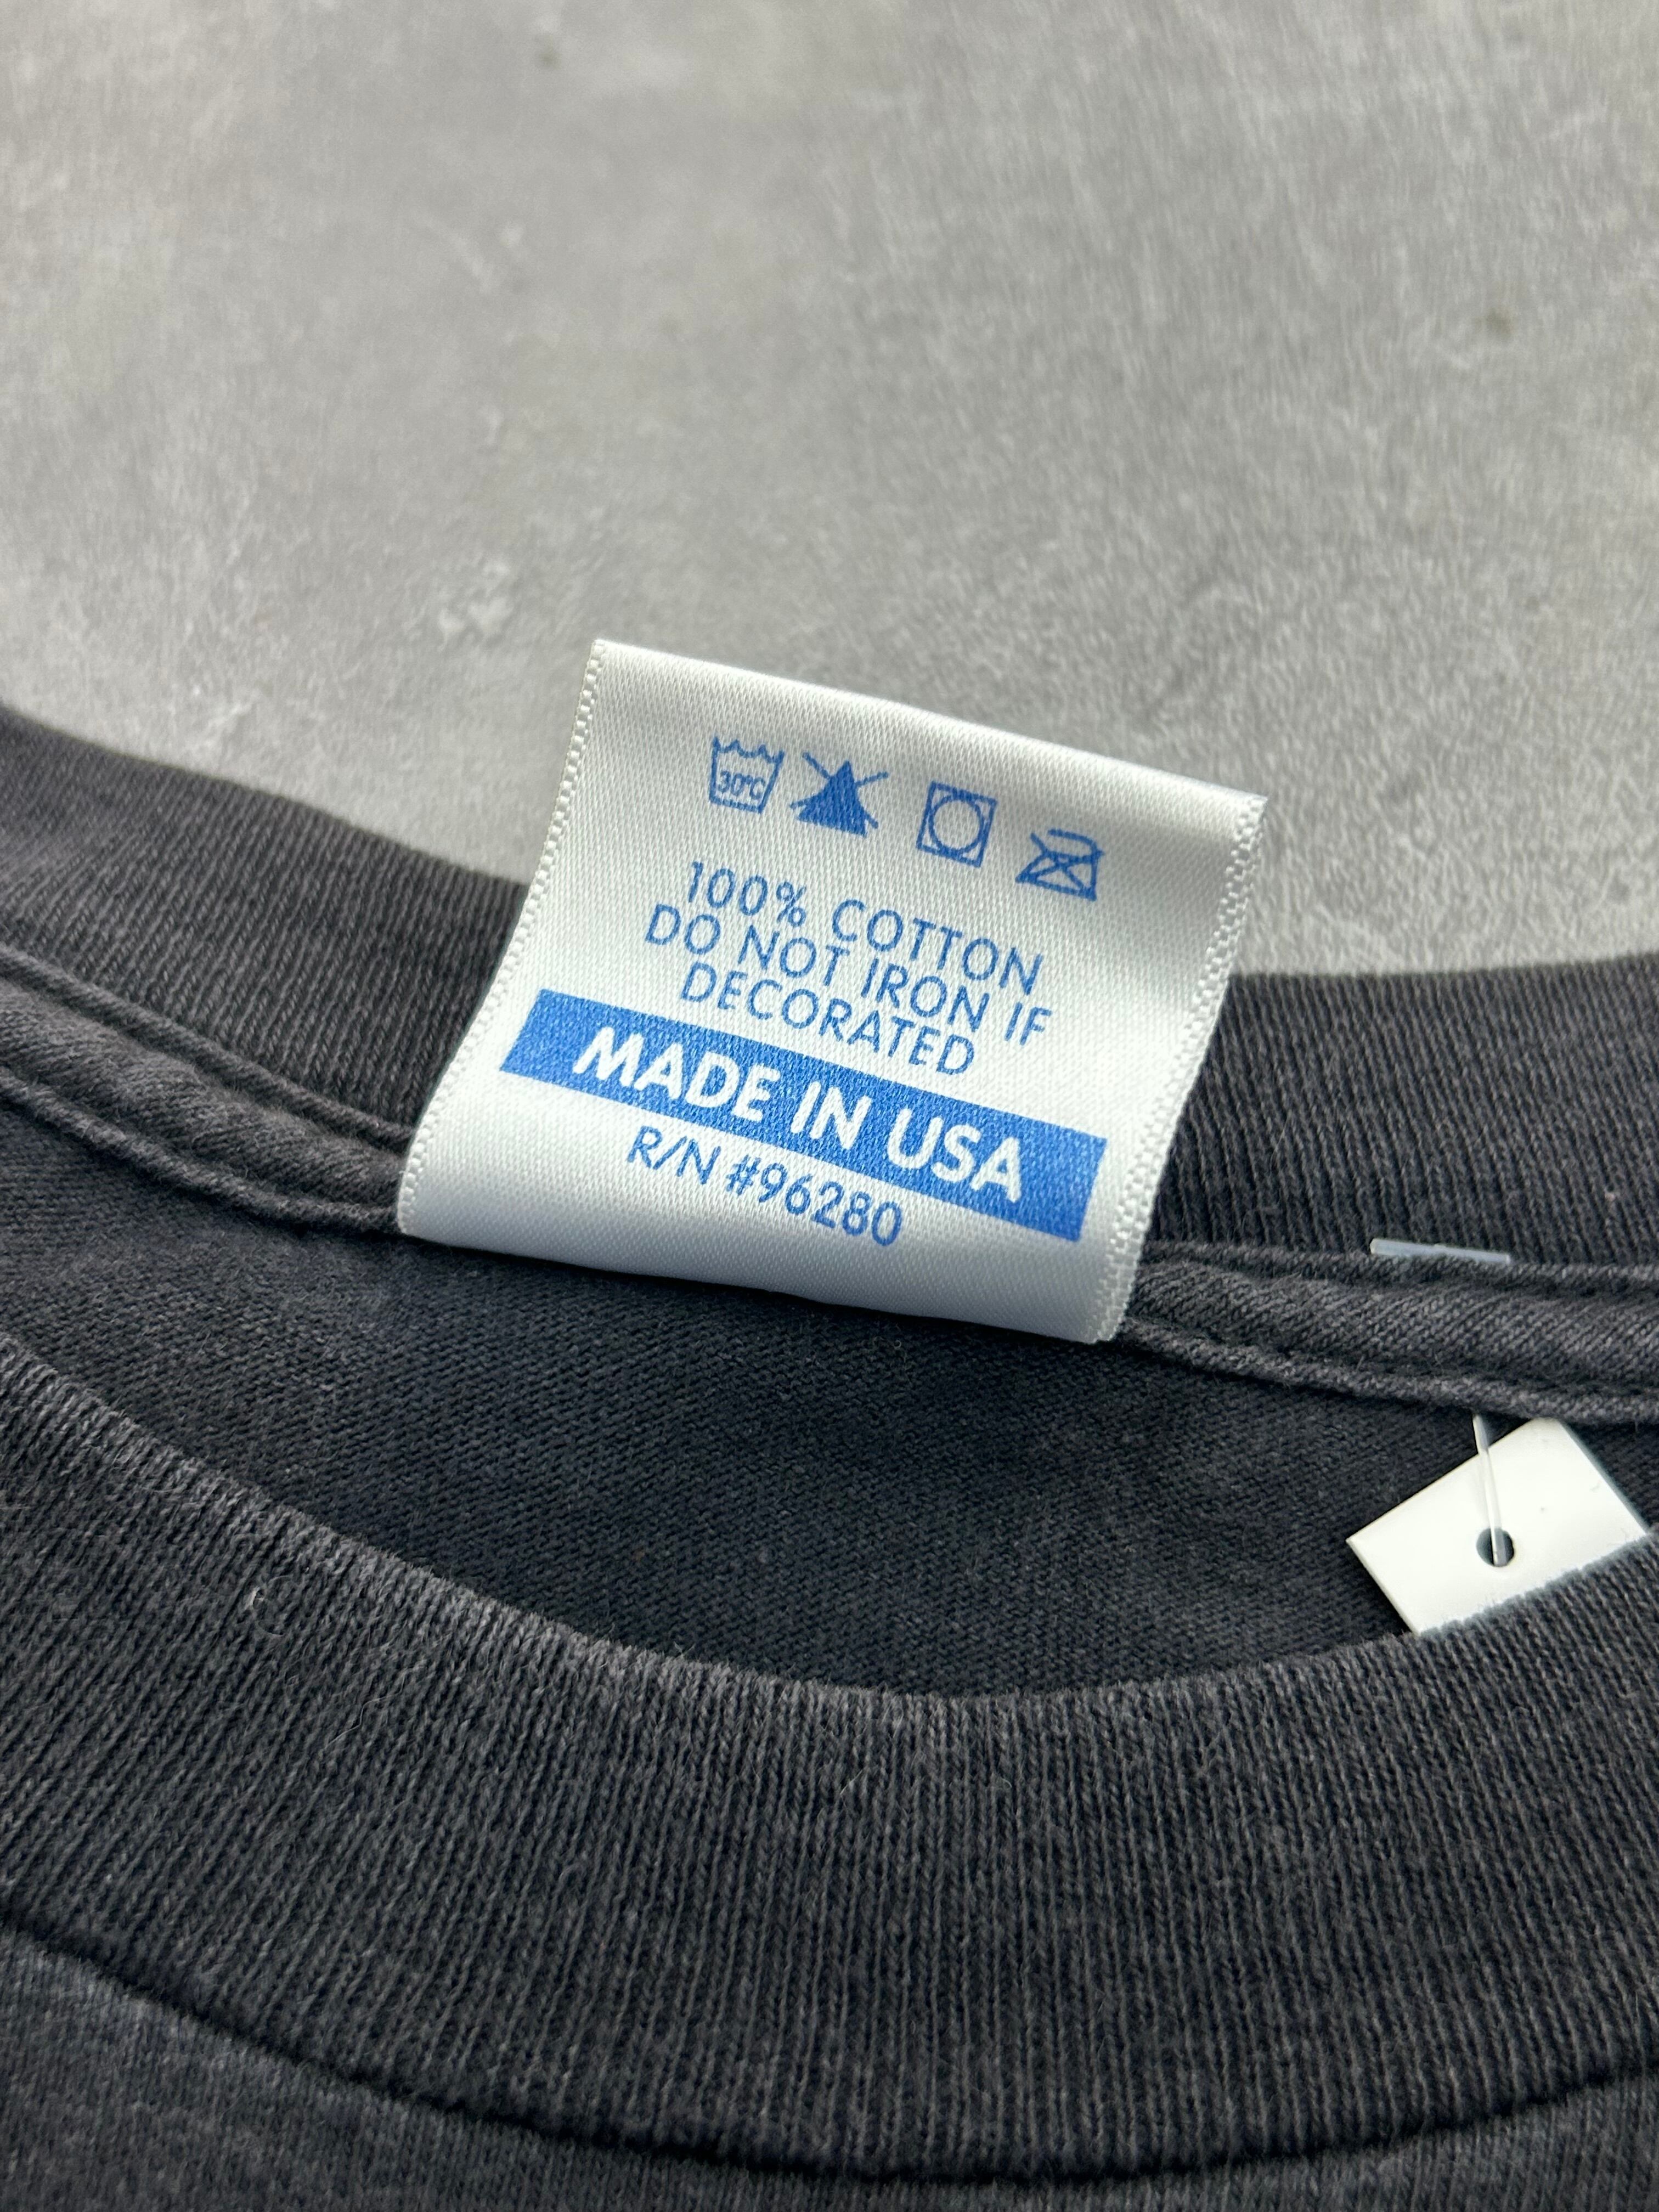 30°C
100% COTTON
DO NOT IRON IF
DECORATED
MADE IN USA
R/N #96280